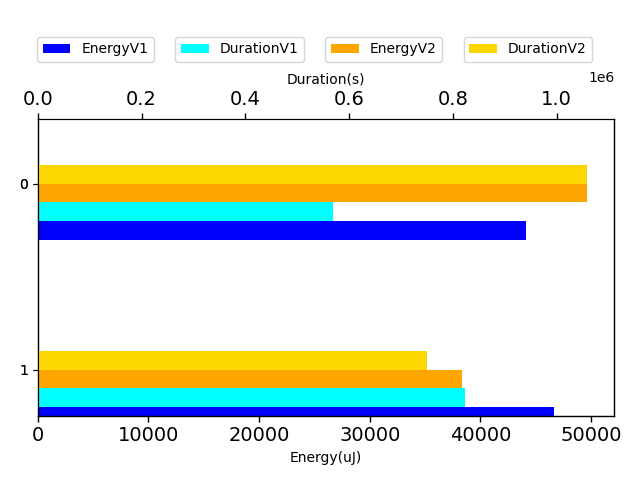 EnergyV1 DurationV1 EnergyV2 DurationV2
Duration(s)
1e6
0.0 0.2 0.4 0.6 0.8 1.0
0
1
0 10000 20000 30000 40000 50000
Energy(uJ)